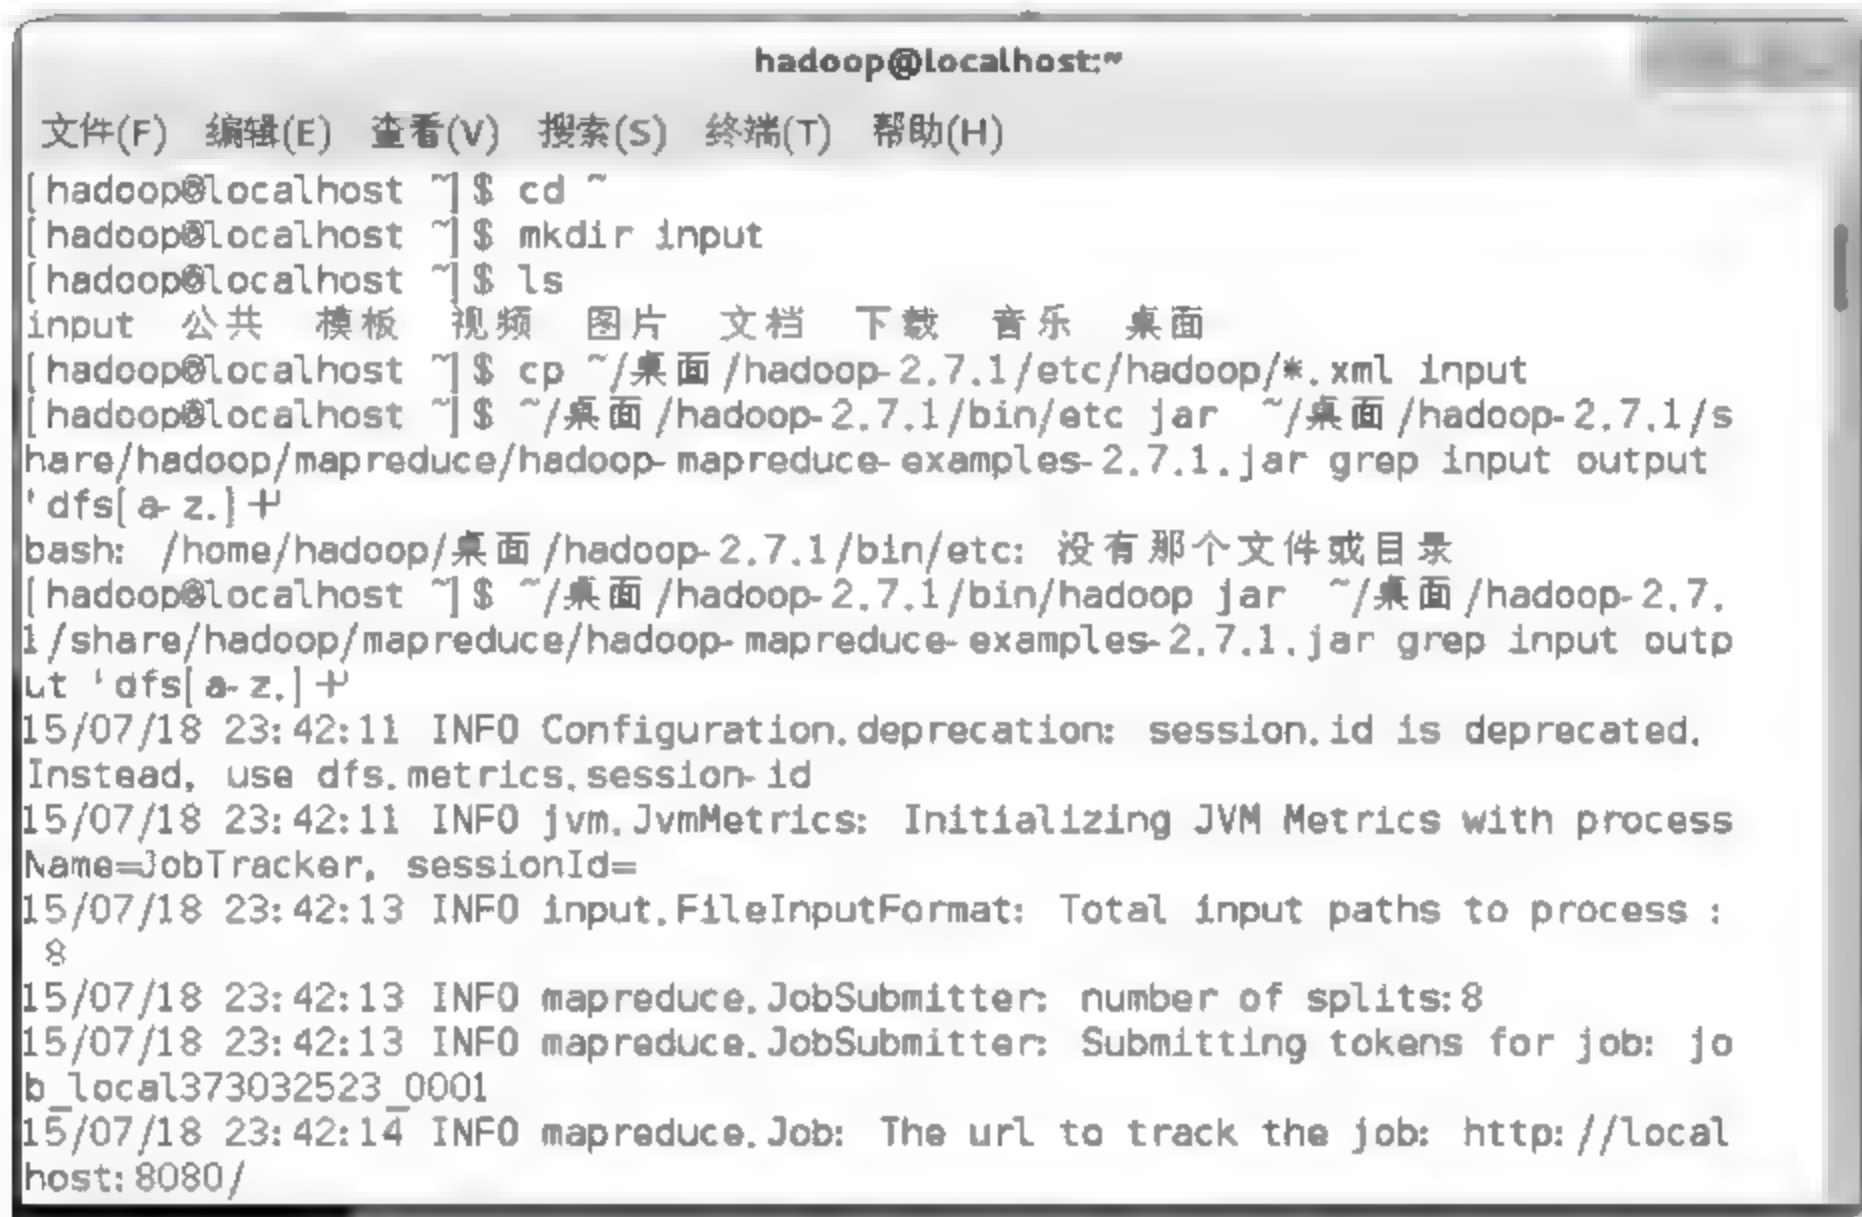 hadoop@localhost:~
文件(F) 编辑(E) 查看(V) 搜索(S) 终端(T) 帮助(H)
[hadoop@localhost ~]$ cd ~
[hadoop@localhost ~]$ mkdir input
[hadoop@localhost ~]$ ls
input 公共 模板 视频 图片 文档 下载 音乐 桌面
[hadoop@localhost ~]$ cp ~/桌面/hadoop-2.7.1/etc/hadoop/*.xml input
[hadoop@localhost ~]$ ~/桌面/hadoop-2.7.1/bin/etc jar ~/桌面/hadoop-2.7.1/s
hare/hadoop/mapreduce/hadoop-mapreduce-examples-2.7.1.jar grep input output
'dfs[a-z.]+'
bash: /home/hadoop/桌面/hadoop-2.7.1/bin/etc: 没有那个文件或目录
[hadoop@localhost ~]$ ~/桌面/hadoop-2.7.1/bin/hadoop jar ~/桌面/hadoop-2.7.
1/share/hadoop/mapreduce/hadoop-mapreduce-examples-2.7.1.jar grep input outp
ut 'dfs[a-z.]+'
15/07/18 23:42:11 INFO Configuration.deprecation: session.id is deprecated.
Instead, use dfs.metrics.session-id
15/07/18 23:42:11 INFO jvm.JvmMetrics: Initializing JVM Metrics with process
Name=JobTracker, sessionId=
15/07/18 23:42:13 INFO input.FileInputFormat: Total input paths to process :
8
15/07/18 23:42:13 INFO mapreduce.JobSubmitter: number of splits:8
15/07/18 23:42:13 INFO mapreduce.JobSubmitter: Submitting tokens for job: jo
b_local373032523_0001
15/07/18 23:42:14 INFO mapreduce.Job: The url to track the job: http://local
host:8080/